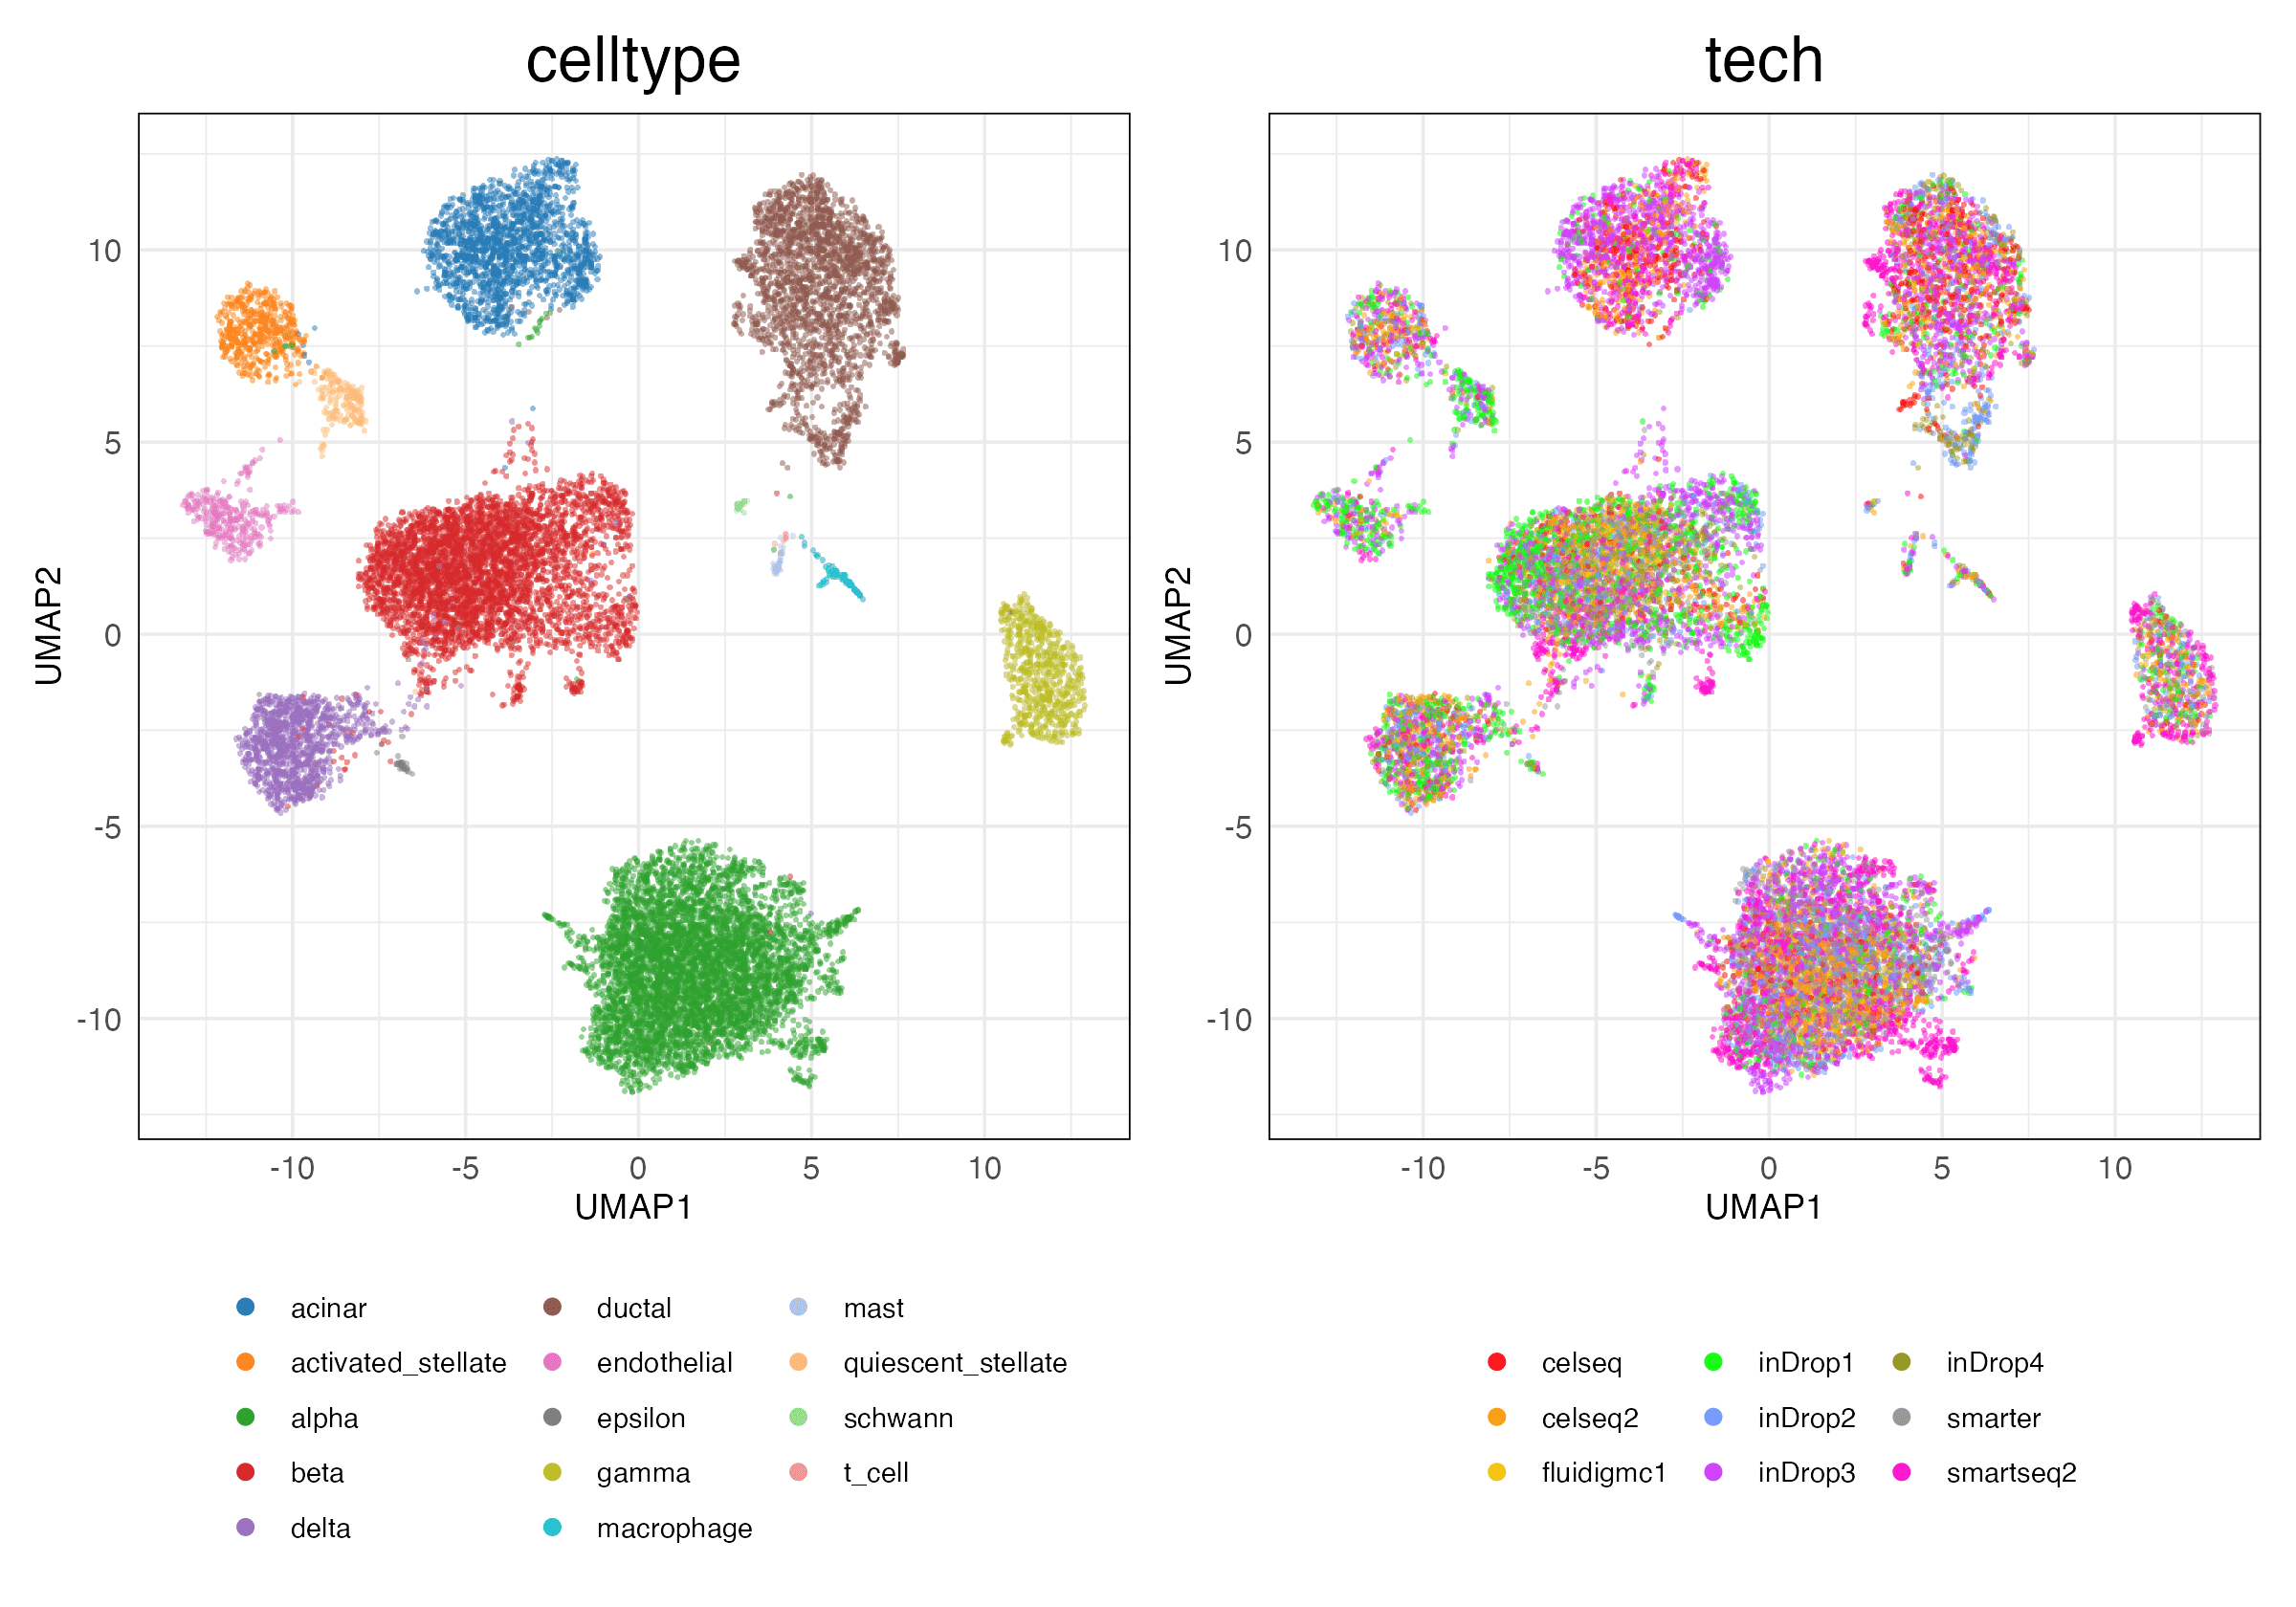 celltype
tech
10
5
0
-5
-10
UMAP2
-10 -5 0 5 10
UMAP1
10
5
0
-5
-10
UMAP2
-10 -5 0 5 10
UMAP1
acinar
activated_stellate
alpha
beta
delta
ductal
endothelial
epsilon
gamma
macrophage
mast
quiescent_stellate
schwann
t_cell
celseq
celseq2
fluidigmc1
inDrop1
inDrop2
inDrop3
inDrop4
smarter
smartseq2